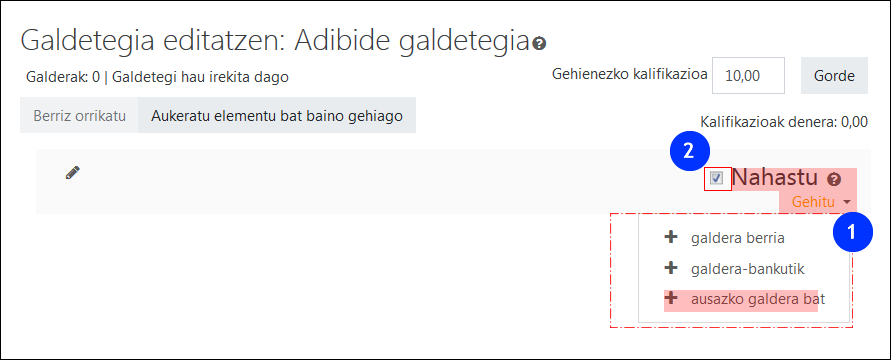 Galdetegia editatzen: Adibide galdetegia
Galderak: 0 | Galdetegi hau irekita dago
Gehienezko kalifikazioa 10,00 Gorde
Berriz orrikatu Aukeratu elementu bat baino gehiago
Kalifikazioak denera: 0,00
2
Nahastu
Gehitu
1
galdera berria
galdera-bankutik
ausazko galdera bat